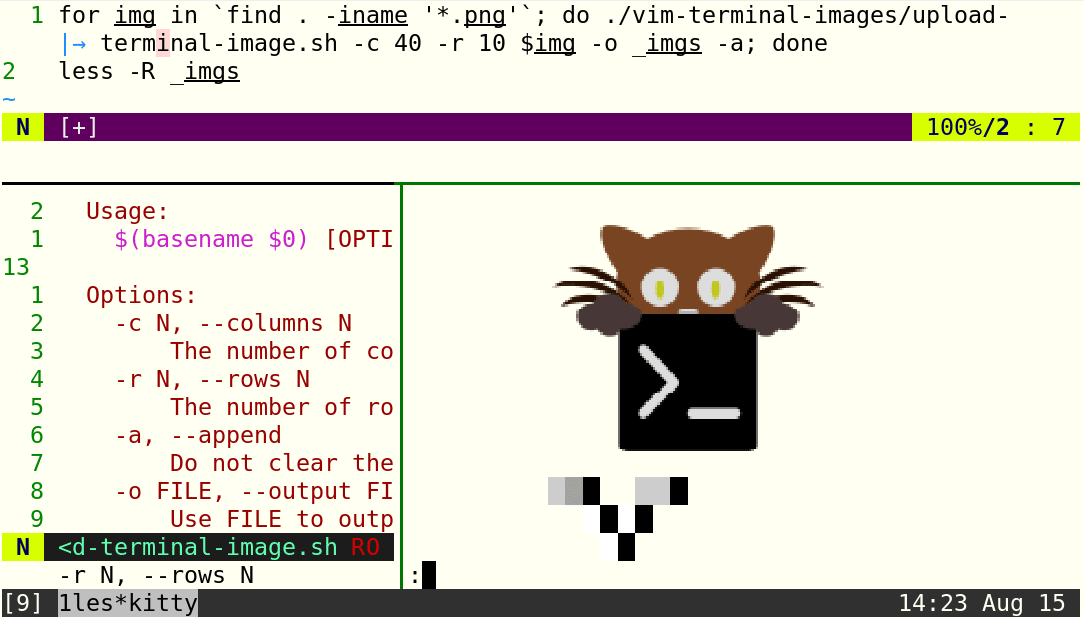 1 for img in `find . -iname '*.png'`; do ./vim-terminal-images/upload-
|→ terminal-image.sh -c 40 -r 10 $img -o _imgs -a; done
2 less -R _imgs
~
N [+] 100%/2 : 7
2 Usage:
1 $(basename $0) [OPTI
13
1 Options:
2 -c N, --columns N
3 The number of co
4 -r N, --rows N
5 The number of ro
6 -a, --append
7 Do not clear the
8 -o FILE, --output FI
9 Use FILE to outp
N <d-terminal-image.sh RO
-r N, --rows N
>_
:
[9] 1les*kitty 14:23 Aug 15